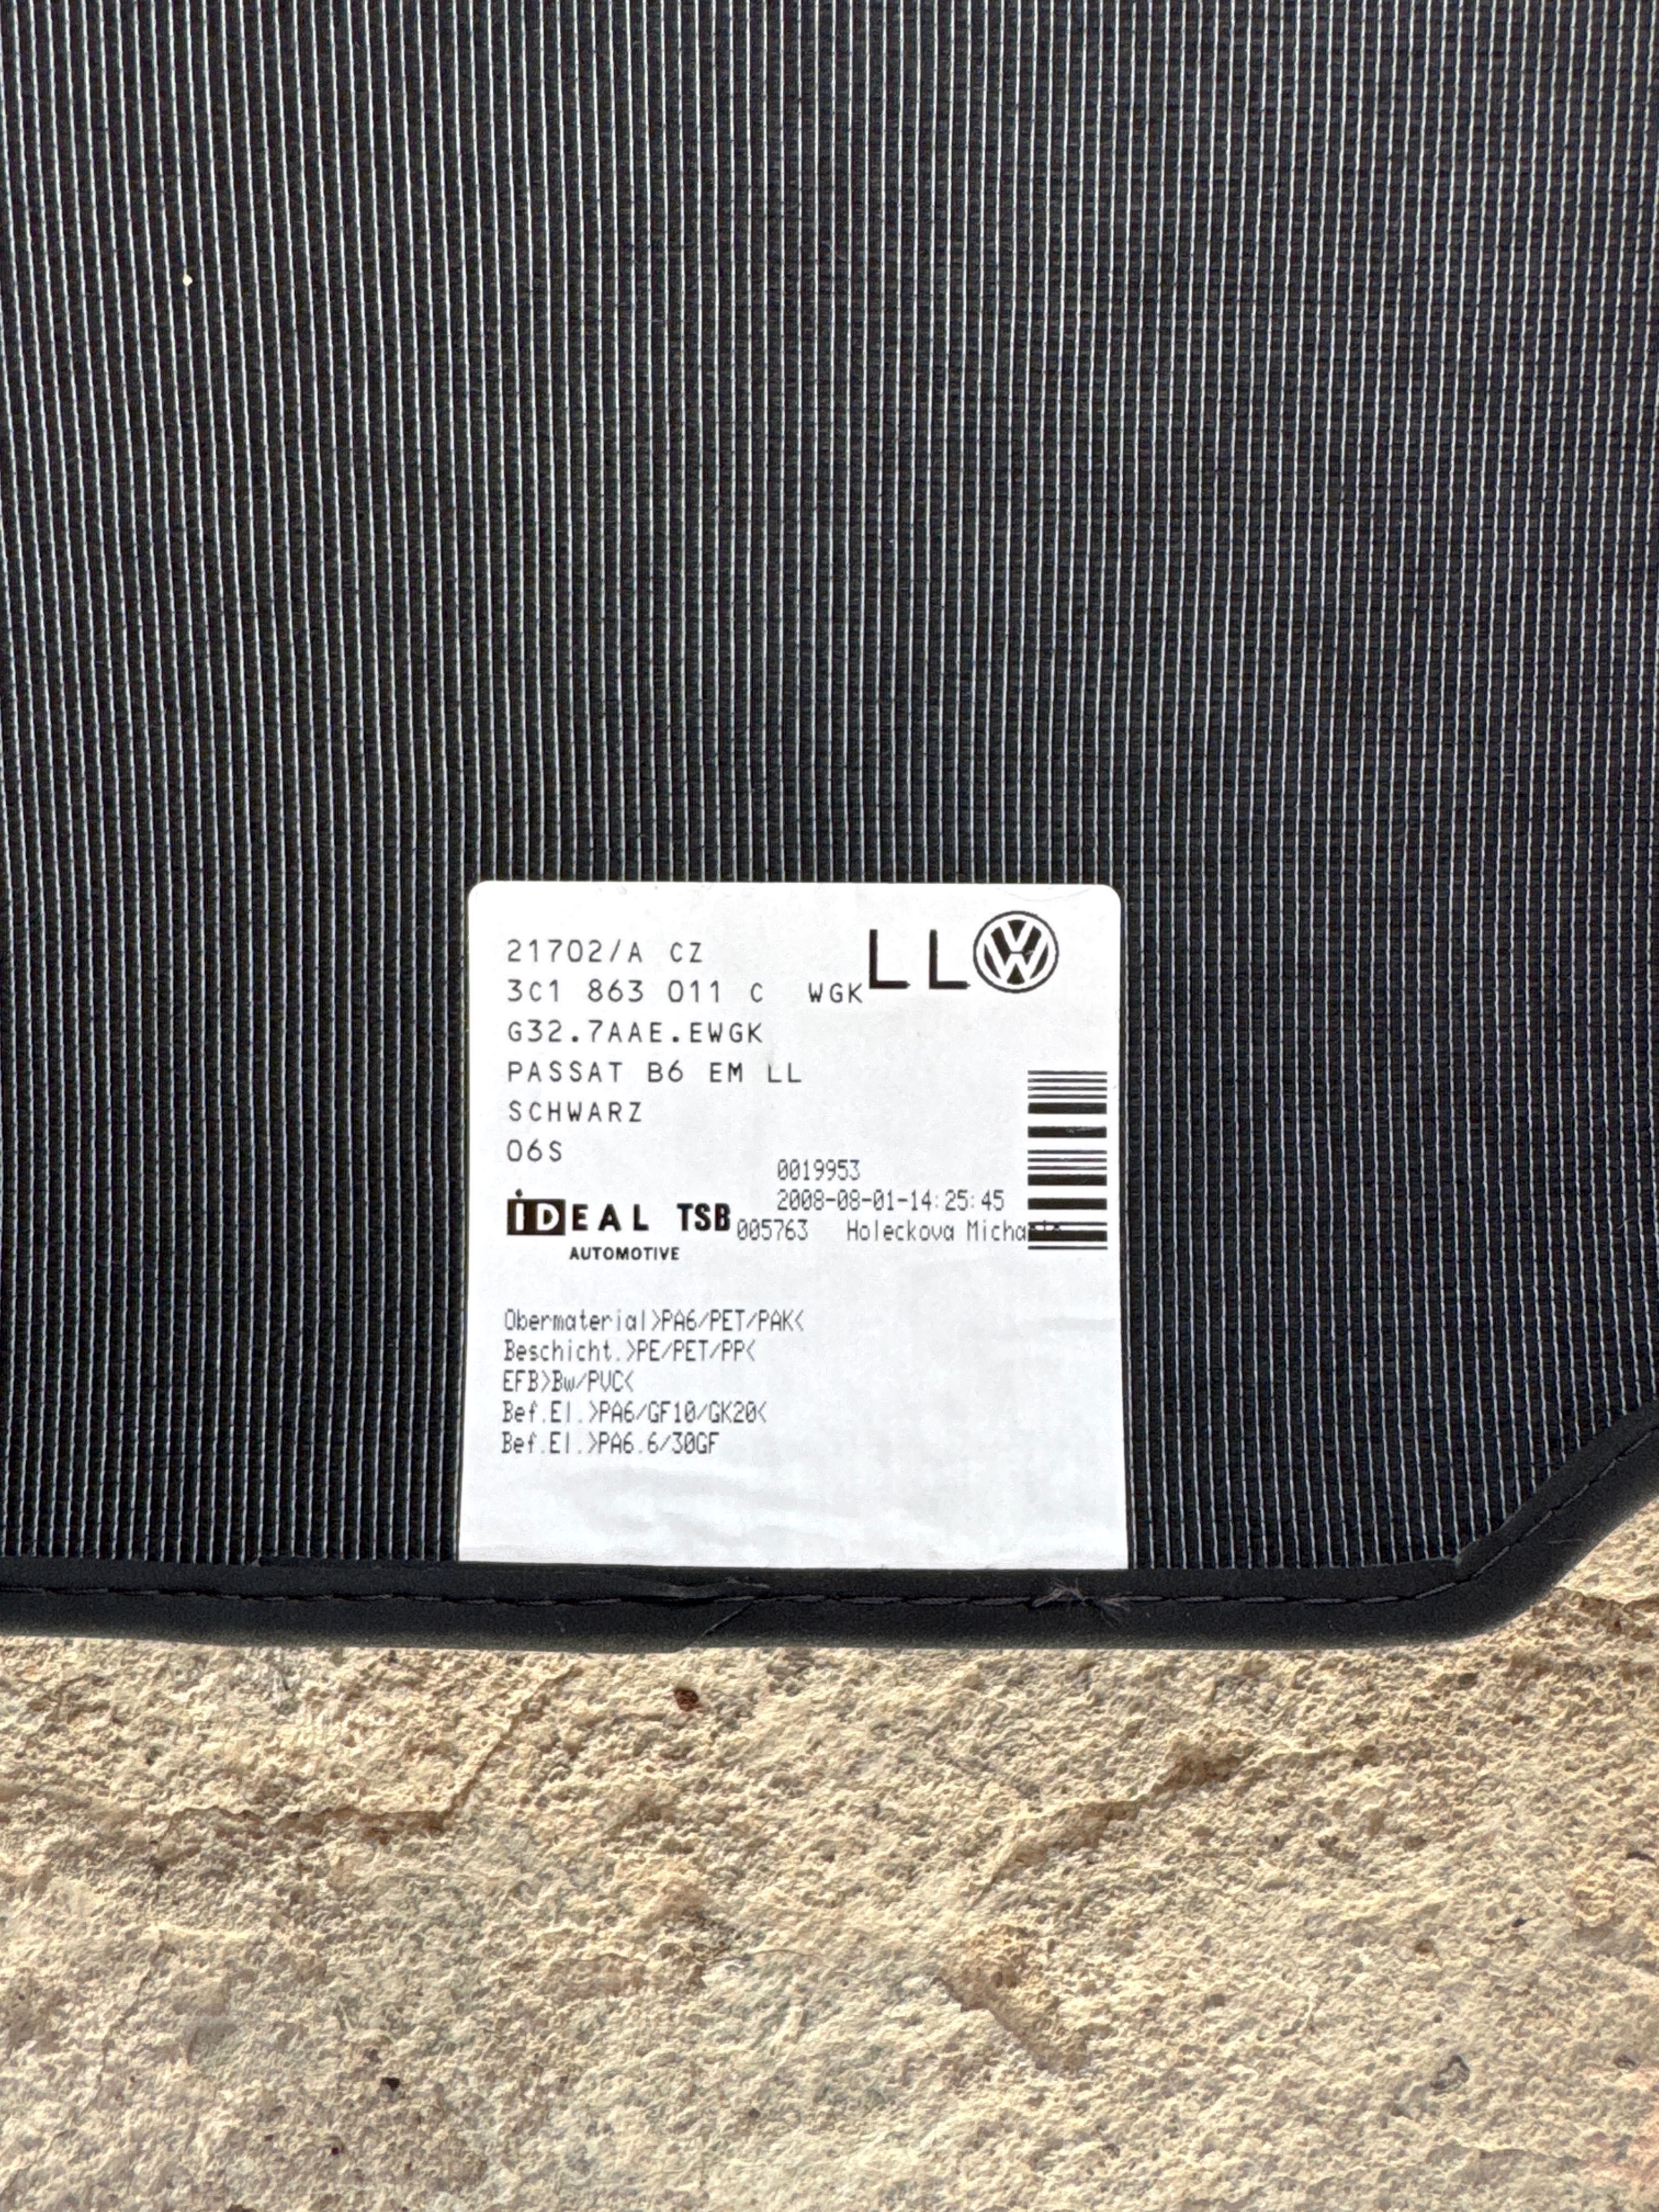 21702/A CZ
LL
3C1 863 011 C WGK
G32.7AAE.EWGK
PASSAT B6 EM LL
SCHWARZ
06S
0019953
2008-08-01-14:25:45
iDEAL TSB
005763 Holeckova
AUTOMOTIVE
Obermaterial>PA6/PET/PAK<
Beschicht.>PE/PET/PP<
EFB>Bw/PVC<
Bef.El.>PA6/GF10/GK20<
Bef.El.>PA6.6/30GF